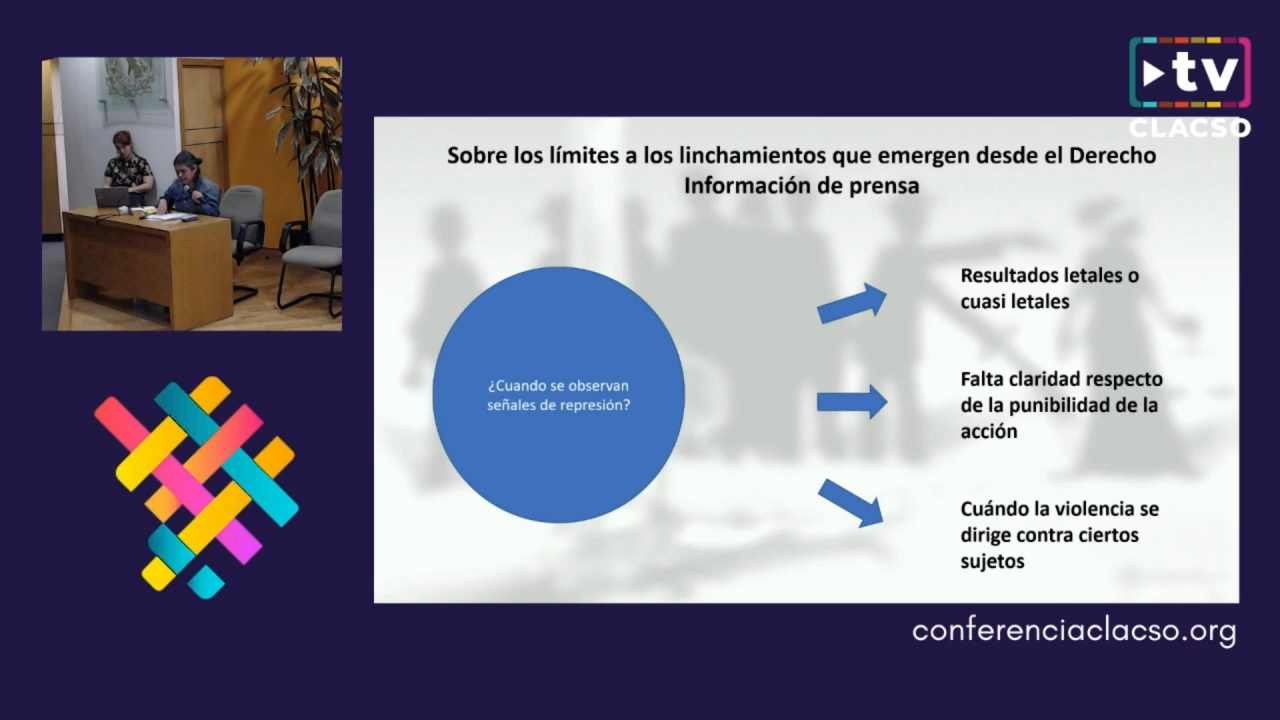 tv
CLACSO
Sobre los límites a los linchamientos que emergen desde el Derecho
Información de prensa
¿Cuando se observan
señales de represión?
Resultados letales o
cuasi letales
Falta claridad respecto
de la punibilidad de la
acción
Cuándo la violencia se
dirige contra ciertos
sujetos
conferenciaclacso.org